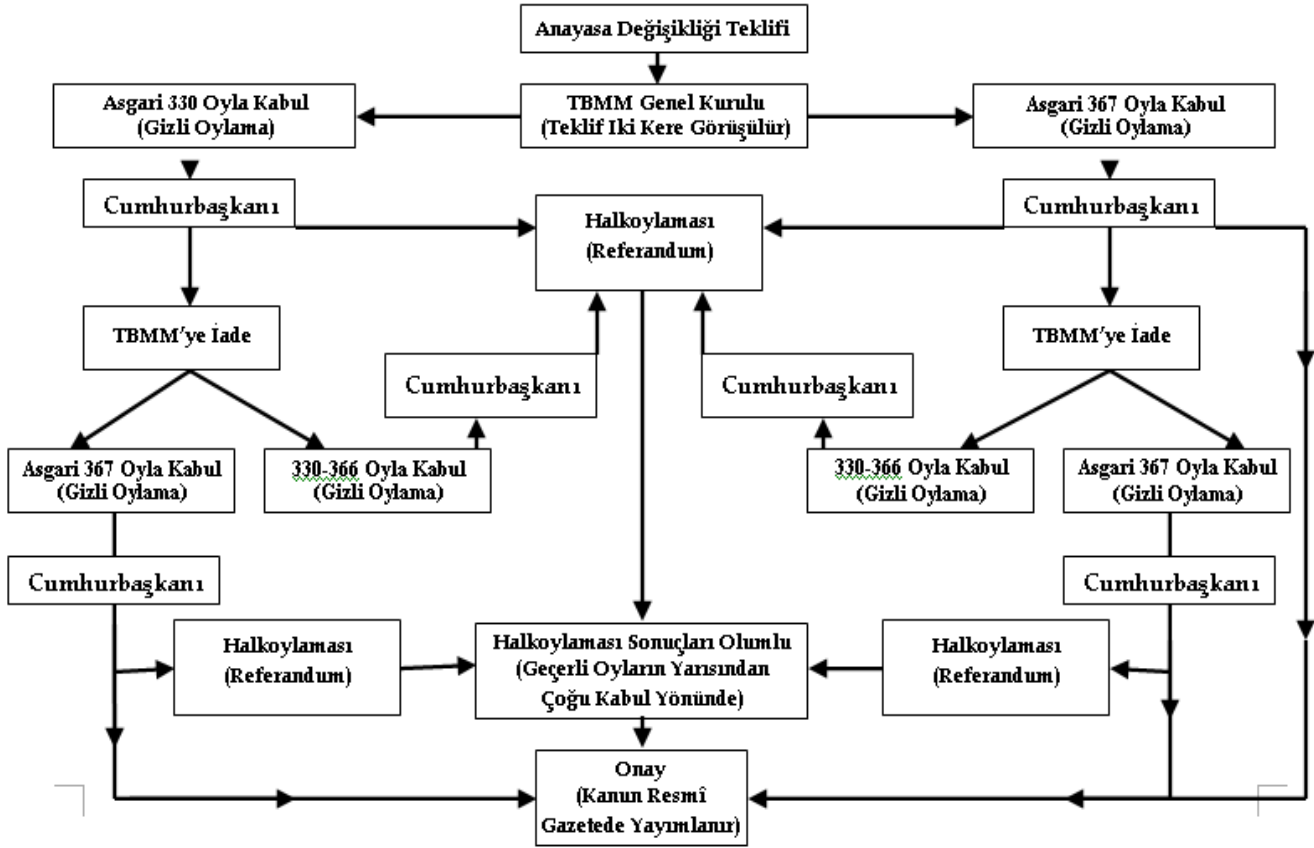 Anayasa Değişikliği Teklifi
Asgari 330 Oyla Kabul
(Gizli Oylama)
TBMM Genel Kurulu
(Teklif Iki Kere Görüşülür)
Asgari 367 Oyla Kabul
(Gizli Oylama)
Cumhurbaşkanı
Halkoylaması
(Referandum)
Cumhurbaşkanı
TBMM'ye İade
TBMM'ye İade
Cumhurbaşkanı
Cumhurbaşkanı
Asgari 367 Oyla Kabul
(Gizli Oylama)
330-366 Oyla Kabul
(Gizli Oylama)
330-366 Oyla Kabul
(Gizli Oylama)
Asgari 367 Oyla Kabul
(Gizli Oylama)
Cumhurbaşkanı
Cumhurbaşkanı
Halkoylaması
(Referandum)
Halkoylaması Sonuçları Olumlu
(Geçerli Oyların Yarısından
Çoğu Kabul Yönünde)
Halkoylaması
(Referandum)
Onay
(Kanun Resmî
Gazetede Yayımlanır)